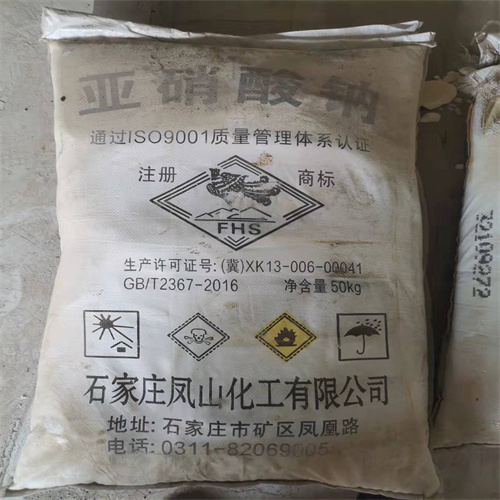 亚硝酸钠
通过ISO9001质量管理体系认证
注册 商标
FHS
生产许可证号: (冀)XK13-006-00041
GB/T2367-2016 净含量50kg
石家庄凤山化工有限公司
地址: 石家庄市矿区凤凰路
电话: 0311-82069005